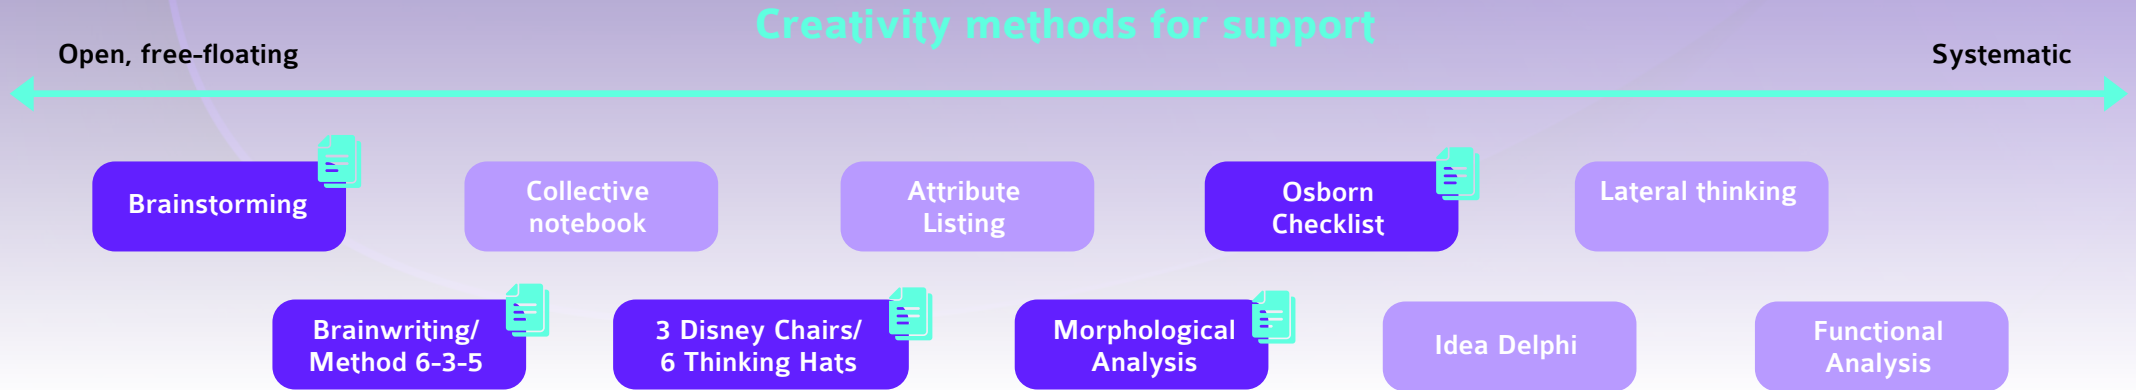 Creativity methods for support
Open, free-floating
Systematic
Brainstorming
Collective
notebook
Attribute
Listing
Osborn
Checklist
Lateral thinking
Brainwriting/
Method 6-3-5
3 Disney Chairs/
6 Thinking Hats
Morphological
Analysis
Idea Delphi
Functional
Analysis